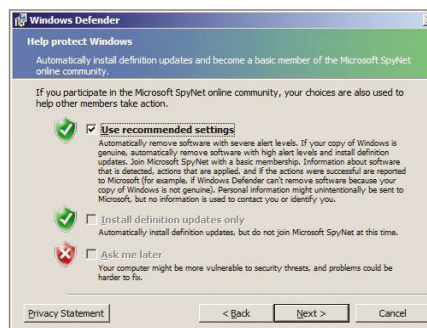 Windows Defender
Help protect Windows
Automatically install definition updates and become a basic member of the Microsoft SpyNet
online community.
If you participate in the Microsoft SpyNet online community, your choices are also used to
help other members take action.
Use recommended settings
Automatically remove software with severe alert levels. If your copy of Windows is
genuine, automatically remove software with high alert levels and install definition
updates. Join Microsoft SpyNet with a basic membership. Information about software
that is detected, actions that are applied, and if the actions were successful are reported
to Microsoft (for example, if Windows Defender can't remove software because your
copy of Windows is not genuine). Personal information might unintentionally be sent to
Microsoft, but no information is used to contact you or identify you.
Install definition updates only
Automatically install definition updates, but do not join Microsoft SpyNet at this time.
Ask me later
Your computer might be more vulnerable to security threats, and problems could be
harder to fix.
Privacy Statement
< Back
Next >
Cancel